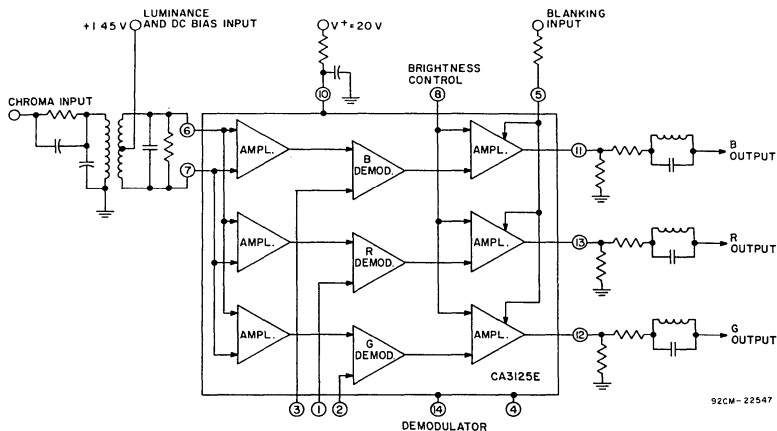 LUMINANCE
AND DC BIAS INPUT
+1 45 V
V+ = 20 V
BLANKING
INPUT
BRIGHTNESS
CONTROL
CHROMA INPUT
10
8
5
6
7
AMPL.
B
DEMOD.
AMPL.
11
B
OUTPUT
AMPL.
R
DEMOD.
AMPL.
13
R
OUTPUT
AMPL.
G
DEMOD.
AMPL.
12
G
OUTPUT
CA3125E
3
1
2
14
4
DEMODULATOR
92CM-22547